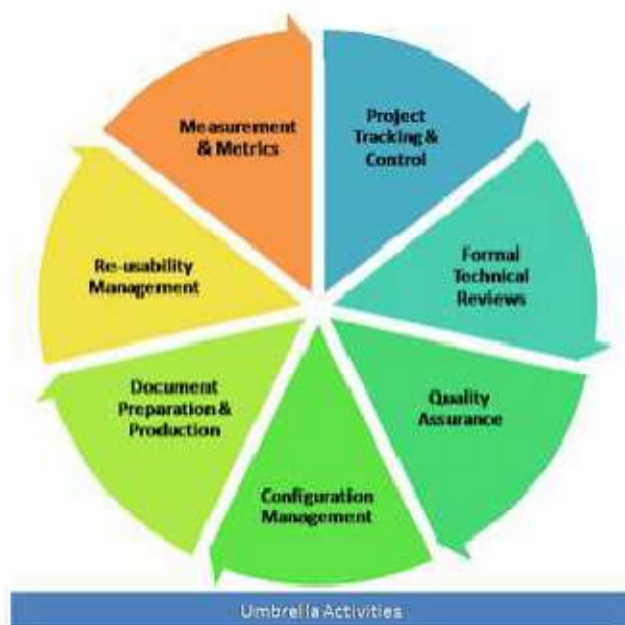 Measurement
& Metrics
Project
Tracking &
Control
Re-usability
Management
Formal
Technical
Reviews
Document
Preparation &
Production
Quality
Assurance
Configuration
Management
Umbrella Activities